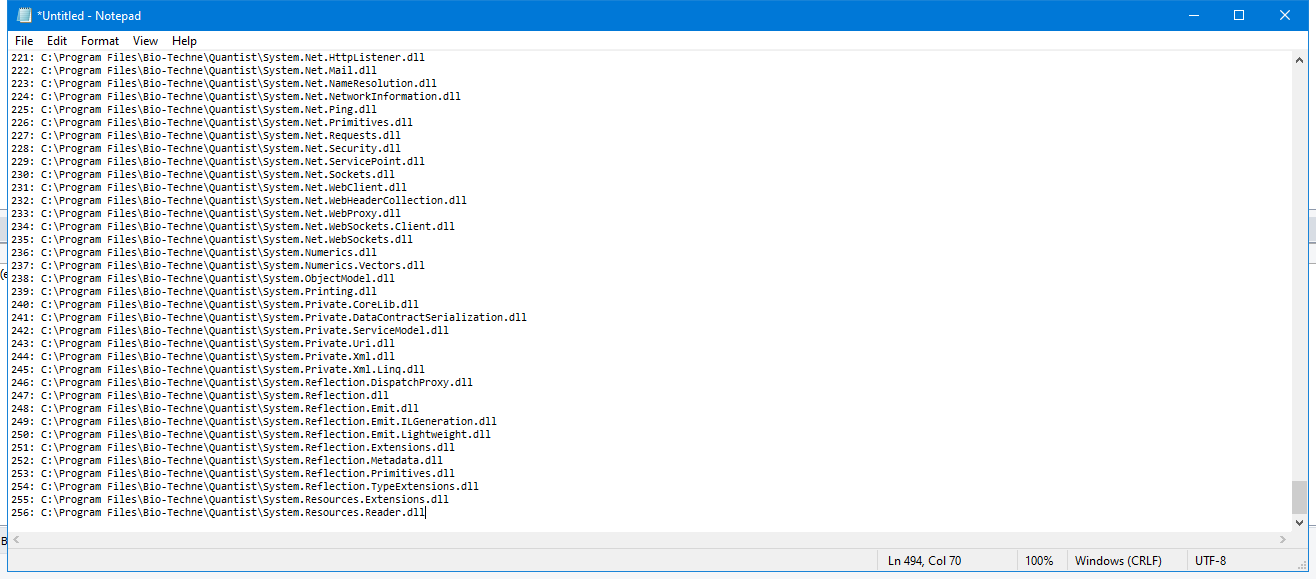 *Untitled - Notepad
File Edit Format View Help
221: C:\Program Files\Bio-Techne\Quantist\System.Net.HttpListener.dll
222: C:\Program Files\Bio-Techne\Quantist\System.Net.Mail.dll
223: C:\Program Files\Bio-Techne\Quantist\System.Net.NameResolution.dll
224: C:\Program Files\Bio-Techne\Quantist\System.Net.NetworkInformation.dll
225: C:\Program Files\Bio-Techne\Quantist\System.Net.Ping.dll
226: C:\Program Files\Bio-Techne\Quantist\System.Net.Primitives.dll
227: C:\Program Files\Bio-Techne\Quantist\System.Net.Requests.dll
228: C:\Program Files\Bio-Techne\Quantist\System.Net.Security.dll
229: C:\Program Files\Bio-Techne\Quantist\System.Net.ServicePoint.dll
230: C:\Program Files\Bio-Techne\Quantist\System.Net.Sockets.dll
231: C:\Program Files\Bio-Techne\Quantist\System.Net.WebClient.dll
232: C:\Program Files\Bio-Techne\Quantist\System.Net.WebHeaderCollection.dll
233: C:\Program Files\Bio-Techne\Quantist\System.Net.WebProxy.dll
234: C:\Program Files\Bio-Techne\Quantist\System.Net.WebSockets.Client.dll
235: C:\Program Files\Bio-Techne\Quantist\System.Net.WebSockets.dll
236: C:\Program Files\Bio-Techne\Quantist\System.Numerics.dll
237: C:\Program Files\Bio-Techne\Quantist\System.Numerics.Vectors.dll
238: C:\Program Files\Bio-Techne\Quantist\System.ObjectModel.dll
239: C:\Program Files\Bio-Techne\Quantist\System.Printing.dll
240: C:\Program Files\Bio-Techne\Quantist\System.Private.CoreLib.dll
241: C:\Program Files\Bio-Techne\Quantist\System.Private.DataContractSerialization.dll
242: C:\Program Files\Bio-Techne\Quantist\System.Private.ServiceModel.dll
243: C:\Program Files\Bio-Techne\Quantist\System.Private.Uri.dll
244: C:\Program Files\Bio-Techne\Quantist\System.Private.Xml.dll
245: C:\Program Files\Bio-Techne\Quantist\System.Private.Xml.Linq.dll
246: C:\Program Files\Bio-Techne\Quantist\System.Reflection.DispatchProxy.dll
247: C:\Program Files\Bio-Techne\Quantist\System.Reflection.dll
248: C:\Program Files\Bio-Techne\Quantist\System.Reflection.Emit.dll
249: C:\Program Files\Bio-Techne\Quantist\System.Reflection.Emit.ILGeneration.dll
250: C:\Program Files\Bio-Techne\Quantist\System.Reflection.Emit.Lightweight.dll
251: C:\Program Files\Bio-Techne\Quantist\System.Reflection.Extensions.dll
252: C:\Program Files\Bio-Techne\Quantist\System.Reflection.Metadata.dll
253: C:\Program Files\Bio-Techne\Quantist\System.Reflection.Primitives.dll
254: C:\Program Files\Bio-Techne\Quantist\System.Reflection.TypeExtensions.dll
255: C:\Program Files\Bio-Techne\Quantist\System.Resources.Extensions.dll
256: C:\Program Files\Bio-Techne\Quantist\System.Resources.Reader.dll
Ln 494, Col 70 100% Windows (CRLF) UTF-8